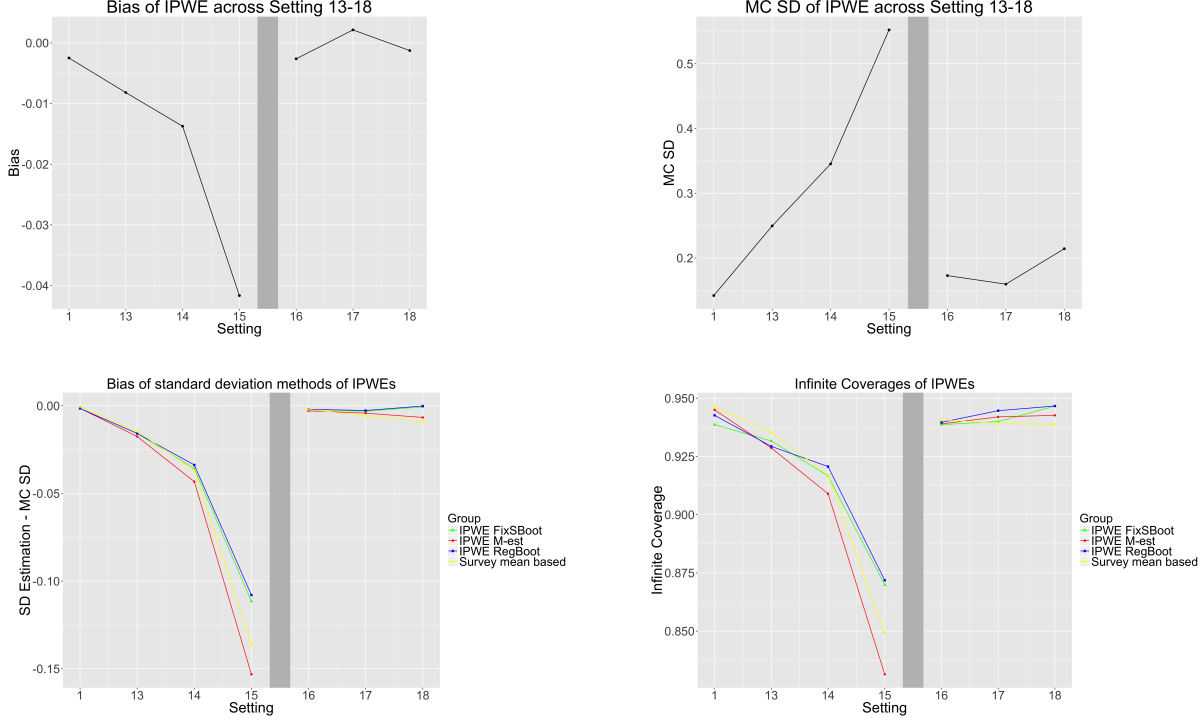 Bias of IPWE across Setting 13-18
0.00
-0.01
-0.02
-0.03
-0.04
Bias
1 13 14 15 16 17 18
Setting
MC SD of IPWE across Setting 13-18
0.5
0.4
0.3
0.2
MC SD
1 13 14 15 16 17 18
Setting
Bias of standard deviation methods of IPWEs
0.00
-0.05
-0.10
-0.15
SD Estimation - MC SD
1 13 14 15 16 17 18
Setting
Group
IPWE FixSBoot
IPWE M-est
IPWE RegBoot
Survey mean based
Infinite Coverages of IPWEs
0.950
0.925
0.900
0.875
0.850
Infinite Coverage
1 13 14 15 16 17 18
Setting
Group
IPWE FixSBoot
IPWE M-est
IPWE RegBoot
Survey mean based